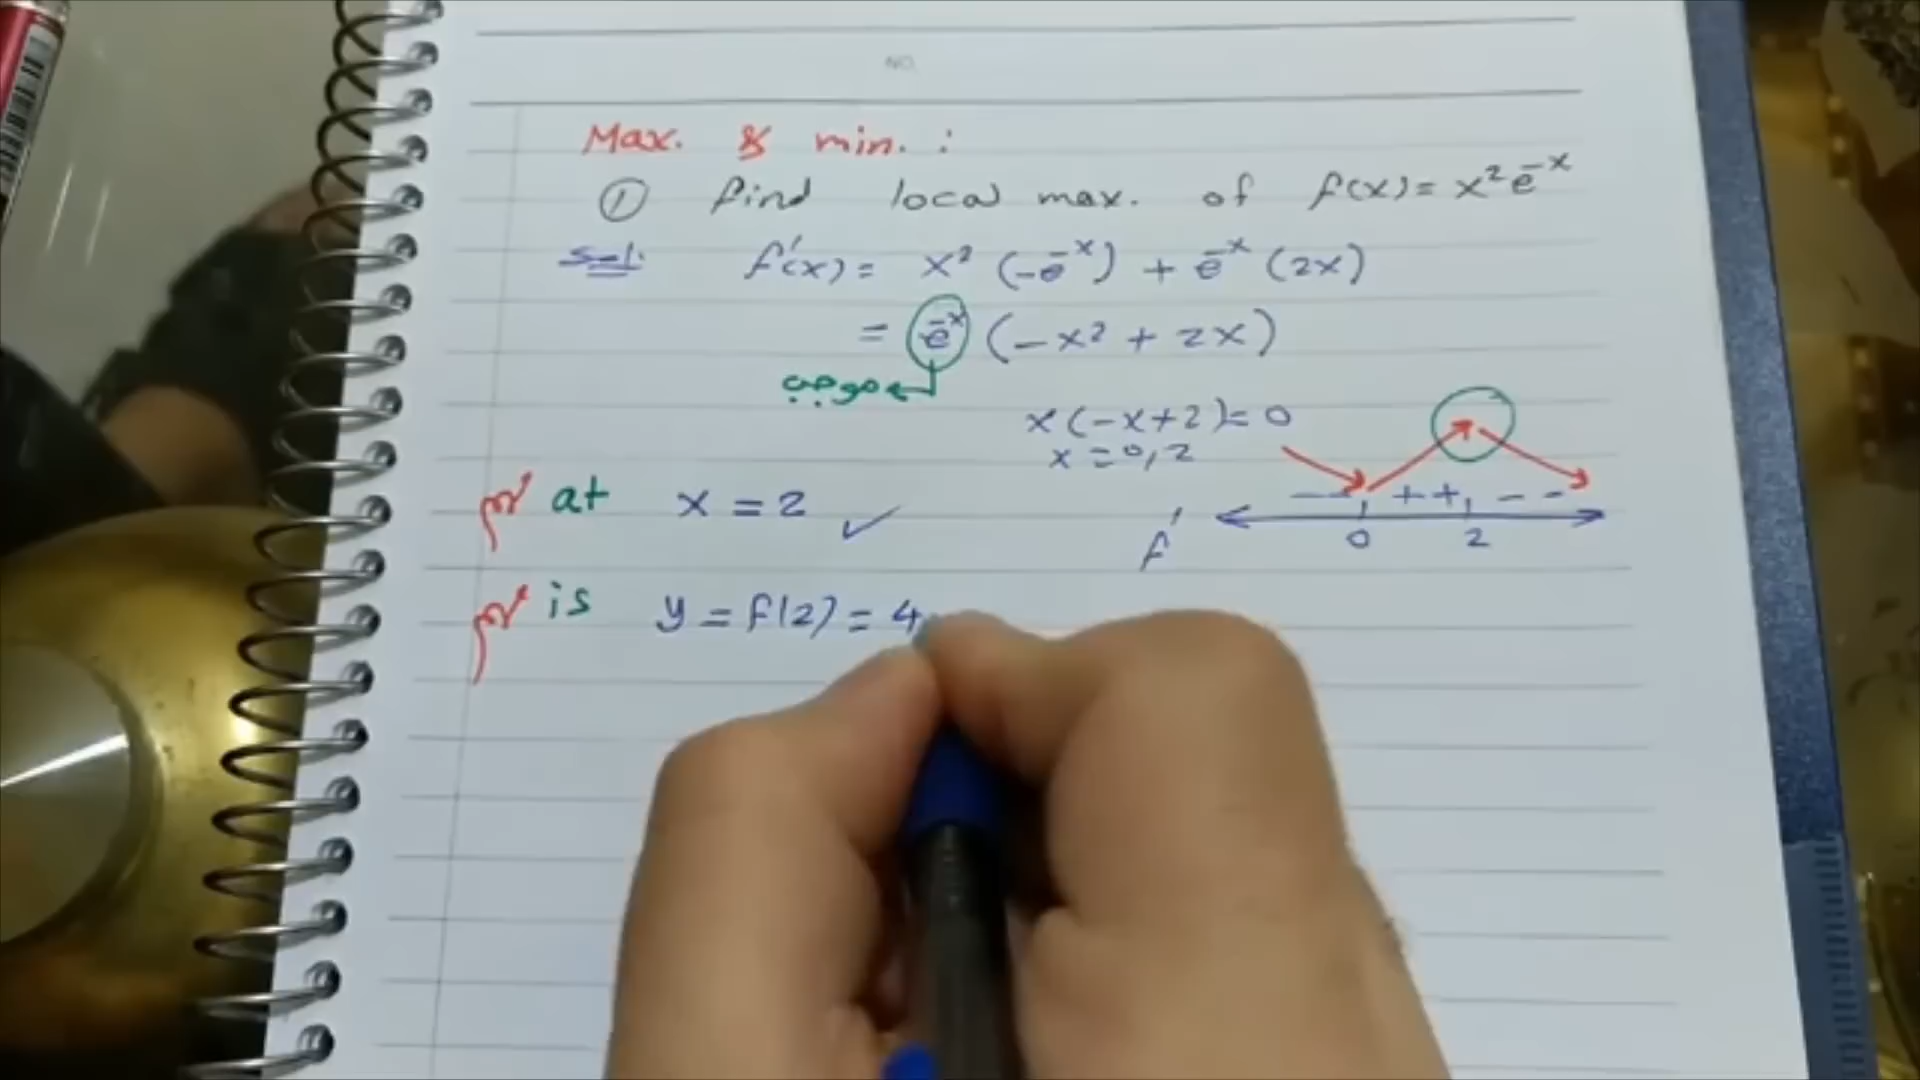 NO.
Max. & min. :
① find local max. of f(x) = x² e⁻ˣ
Sol. f'(x) = x² (-e⁻ˣ) + e⁻ˣ (2x)
= e⁻ˣ (-x² + 2x)
موجب
x(-x+2) = 0
x = 0, 2
-- ++ --
f' 0 2
at x = 2 ✓
is y = f(2) = 4